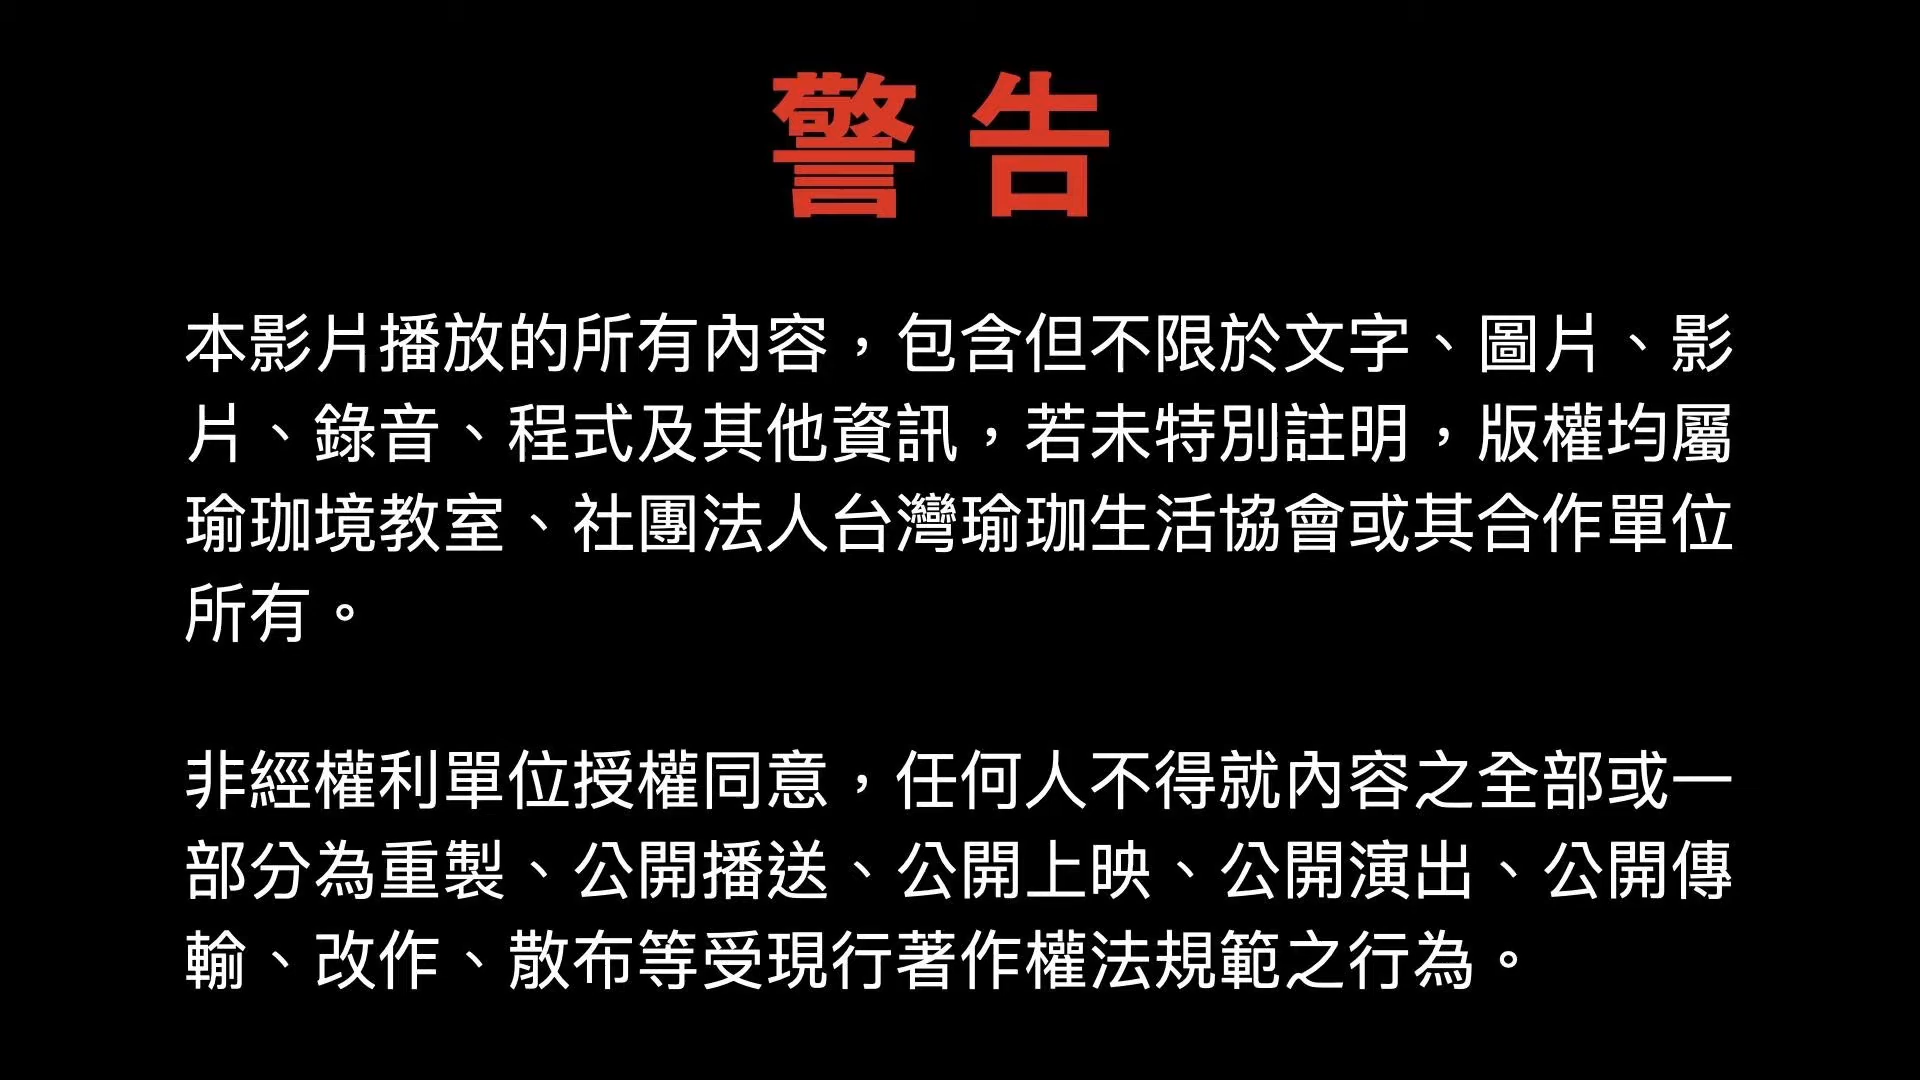 警告
本影片播放的所有內容，包含但不限於文字、圖片、影
片、錄音、程式及其他資訊，若未特別註明，版權均屬
瑜珈境教室、社團法人台灣瑜珈生活協會或其合作單位
所有。
非經權利單位授權同意，任何人不得就內容之全部或一
部分為重製、公開播送、公開上映、公開演出、公開傳
輸、改作、散布等受現行著作權法規範之行為。